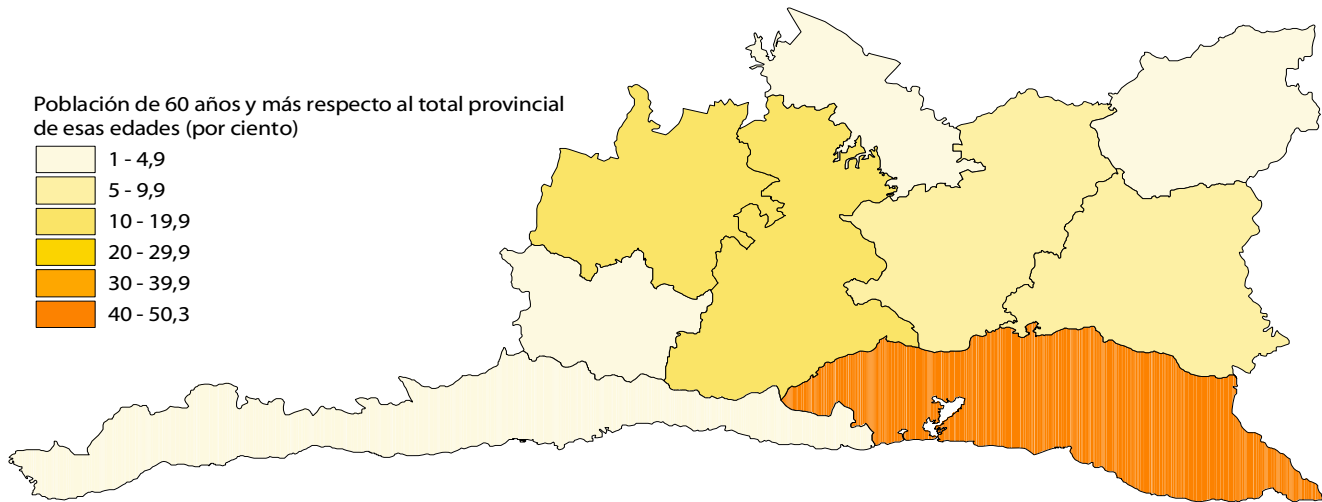 Población de 60 años y más respecto al total provincial
de esas edades (por ciento)
1 - 4,9
5 - 9,9
10 - 19,9
20 - 29,9
30 - 39,9
40 - 50,3